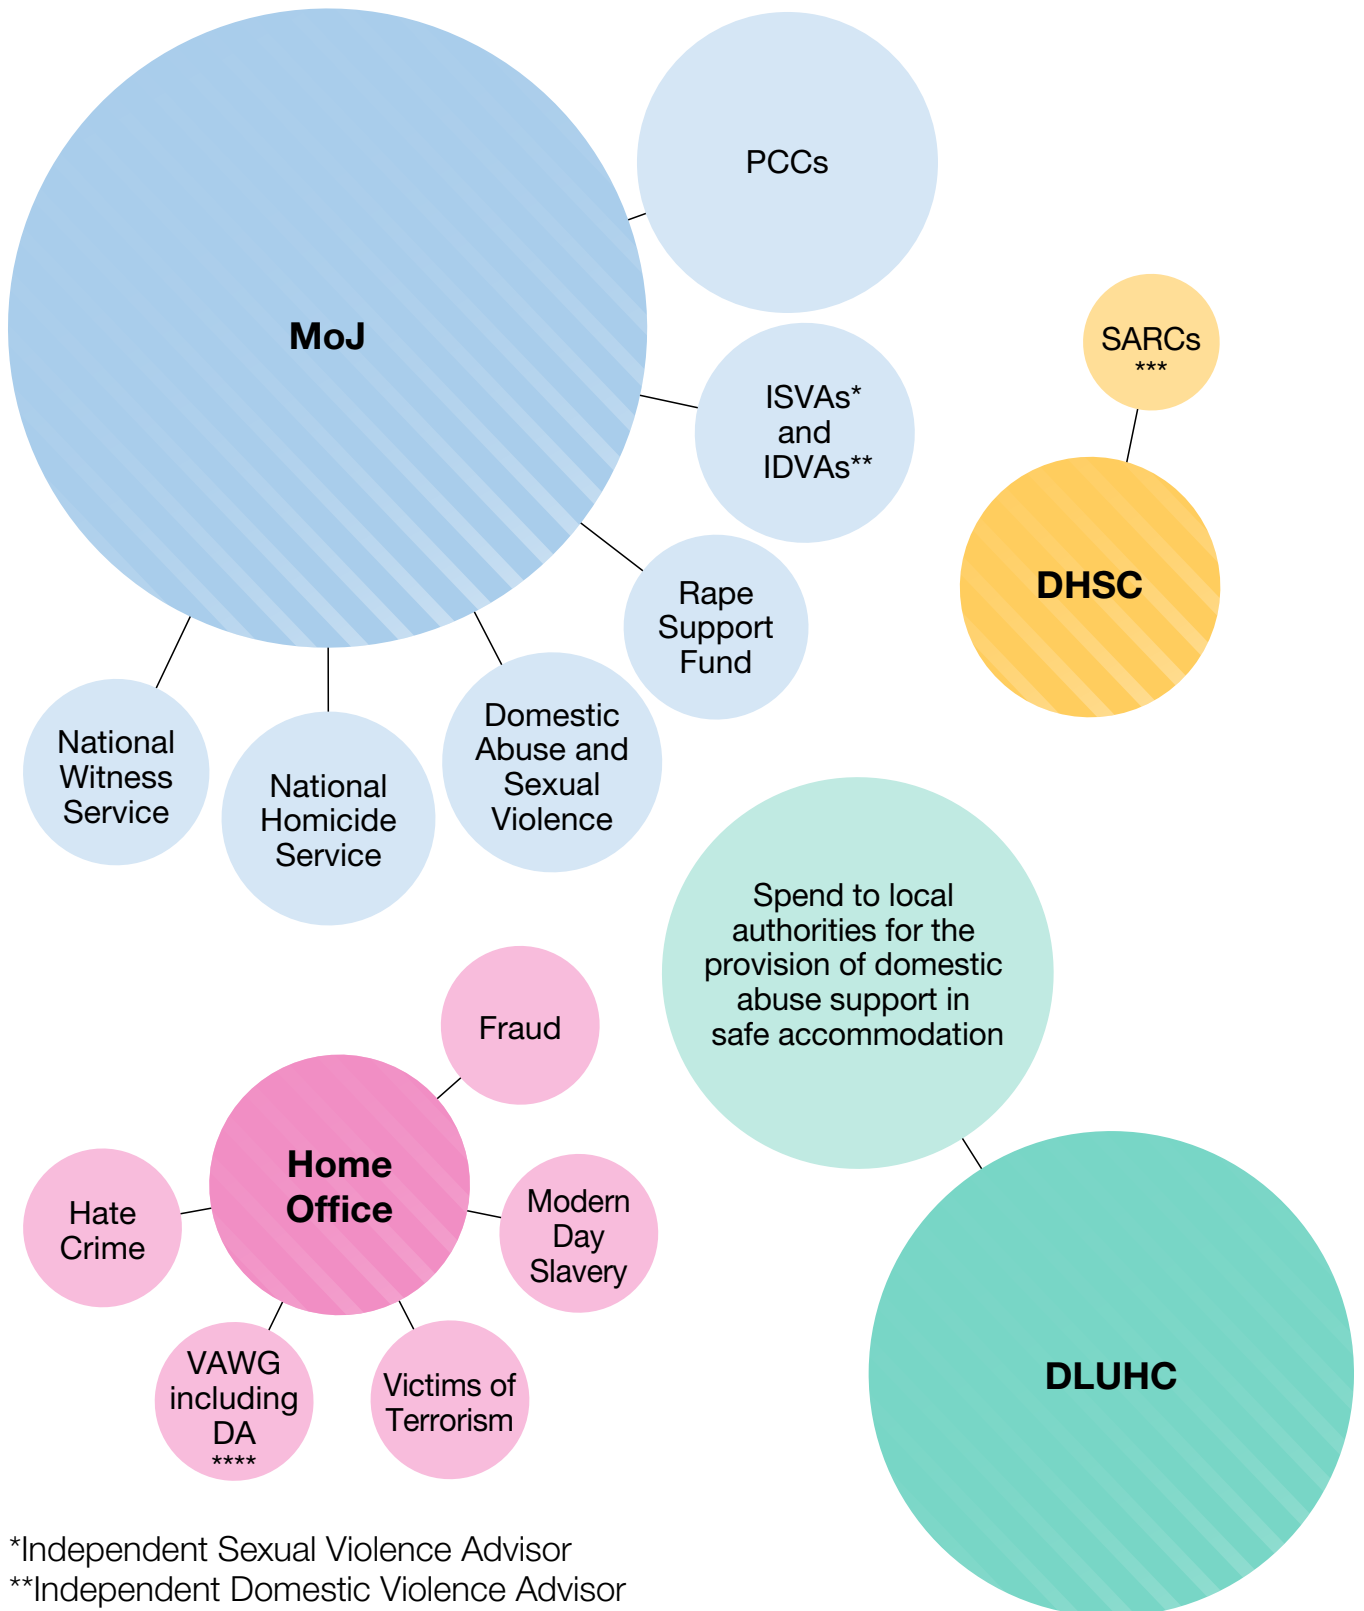 PCCs
MoJ
SARCs
***
ISVAs*
and
IDVAs**
DHSC
Rape
Support
Fund
Domestic
Abuse and
Sexual
Violence
National
Witness
Service
National
Homicide
Service
Spend to local
authorities for the
provision of domestic
abuse support in
safe accommodation
Fraud
Home
Office
Modern
Day
Slavery
Hate
Crime
VAWG
including
DA
****
Victims of
Terrorism
DLUHC
*Independent Sexual Violence Advisor
**Independent Domestic Violence Advisor